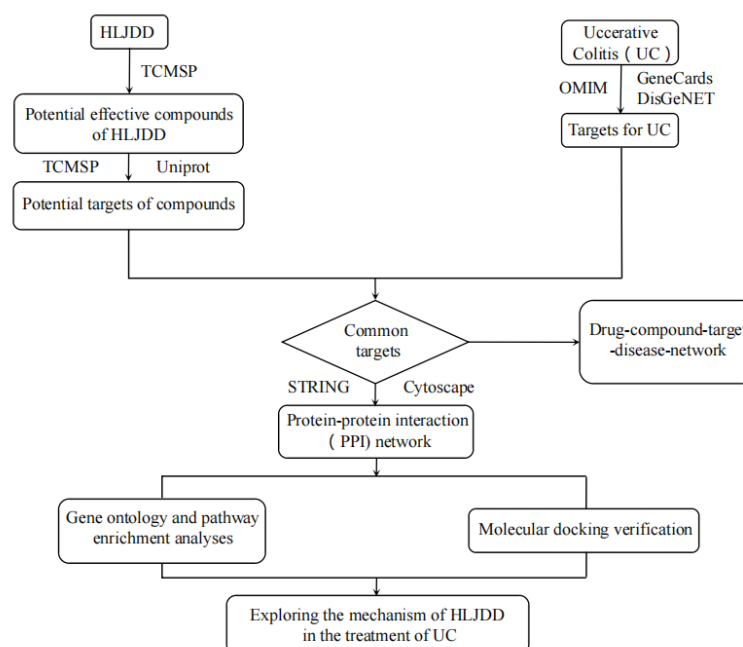 HLJDD
TCMSP
Potential effective compounds
of HLJDD
TCMSP Uniprot
Potential targets of compounds
Uccerative
Colitis ( UC )
OMIM
GeneCards
DisGeNET
Targets for UC
Common
targets
Drug-compound-target
-disease-network
STRING Cytoscape
Protein-protein interaction
( PPI) network
Gene ontology and pathway
enrichment analyses
Molecular docking verification
Exploring the mechanism of HLJDD
in the treatment of UC